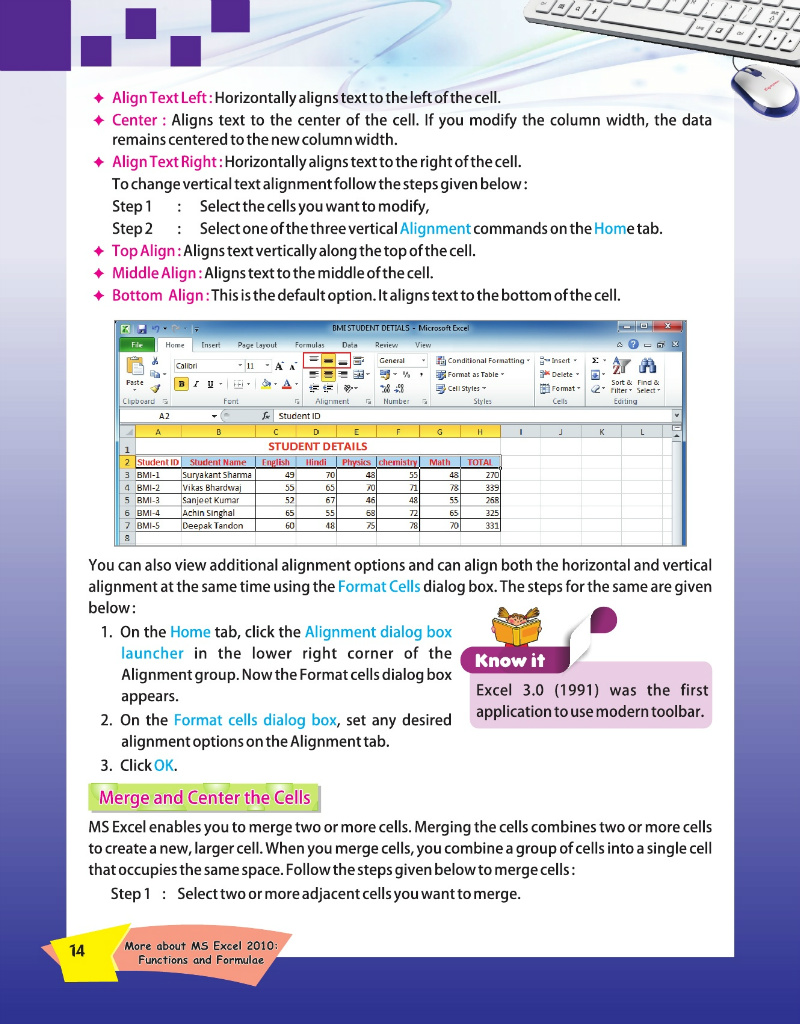 ✦ Align Text Left : Horizontally aligns text to the left of the cell.
✦ Center : Aligns text to the center of the cell. If you modify the column width, the data
remains centered to the new column width.
✦ Align Text Right : Horizontally aligns text to the right of the cell.
To change vertical text alignment follow the steps given below :
Step 1 : Select the cells you want to modify,
Step 2 : Select one of the three vertical Alignment commands on the Home tab.
✦ Top Align : Aligns text vertically along the top of the cell.
✦ Middle Align : Aligns text to the middle of the cell.
✦ Bottom Align : This is the default option. It aligns text to the bottom of the cell.
BMI STUDENT DETIALS - Microsoft Excel
File Home Insert Page Layout Formulas Data Review View
Calibri 11 A A General Conditional Formatting Insert Σ
Paste B I U A % , Format as Table Delete Sort & Find &
Cell Styles Format Filter Select
Clipboard Font Alignment Number Styles Cells Editing
A2 fx Student ID
A B C D E F G H I J K L
1 STUDENT DETAILS
2 Student ID Student Name English Hindi Physics chemistry Math TOTAL
3 BMI-1 Suryakant Sharma 49 70 48 55 48 270
4 BMI-2 Vikas Bhardwaj 55 65 70 71 78 339
5 BMI-3 Sanjeet Kumar 52 67 46 48 55 268
6 BMI-4 Achin Singhal 65 55 68 72 65 325
7 BMI-5 Deepak Tandon 60 48 75 78 70 331
8
You can also view additional alignment options and can align both the horizontal and vertical
alignment at the same time using the Format Cells dialog box. The steps for the same are given
below :
1. On the Home tab, click the Alignment dialog box
launcher in the lower right corner of the
Alignment group. Now the Format cells dialog box
appears.
2. On the Format cells dialog box, set any desired
alignment options on the Alignment tab.
3. Click OK.
Know it
Excel 3.0 (1991) was the first
application to use modern toolbar.
Merge and Center the Cells
MS Excel enables you to merge two or more cells. Merging the cells combines two or more cells
to create a new, larger cell. When you merge cells, you combine a group of cells into a single cell
that occupies the same space. Follow the steps given below to merge cells :
Step 1 : Select two or more adjacent cells you want to merge.
14
More about MS Excel 2010:
Functions and Formulae